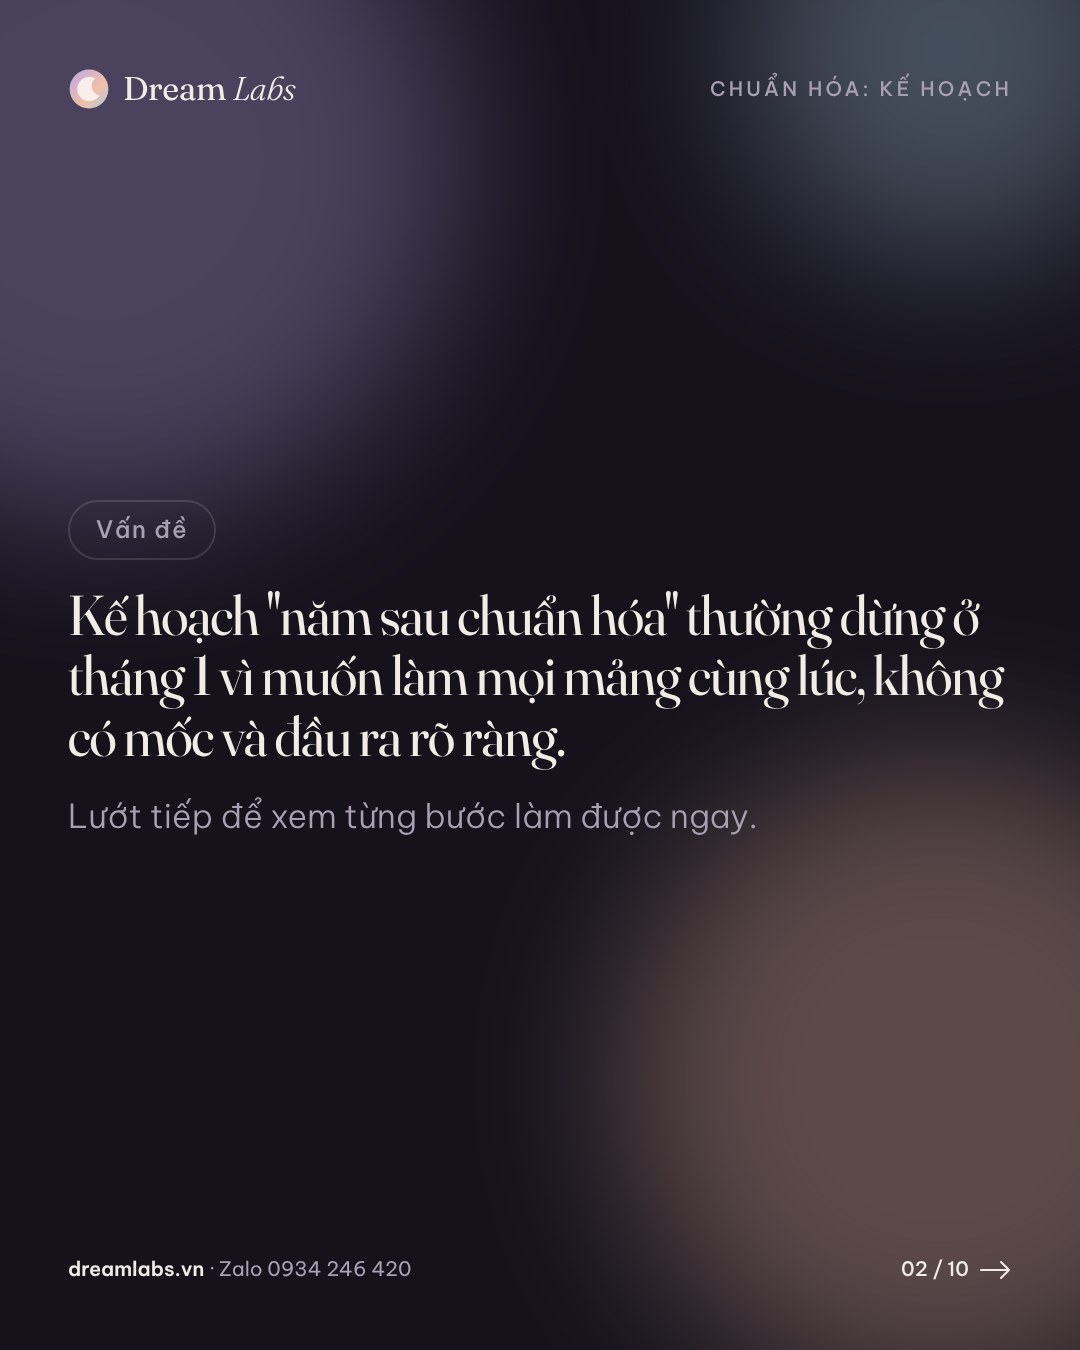 Dream Labs
CHUẨN HÓA: KẾ HOẠCH
Vấn đề
Kế hoạch "năm sau chuẩn hóa" thường dừng ở
tháng 1 vì muốn làm mọi mảng cùng lúc, không
có mốc và đầu ra rõ ràng.
Lướt tiếp để xem từng bước làm được ngay.
dreamlabs.vn · Zalo 0934 246 420
02 / 10 →